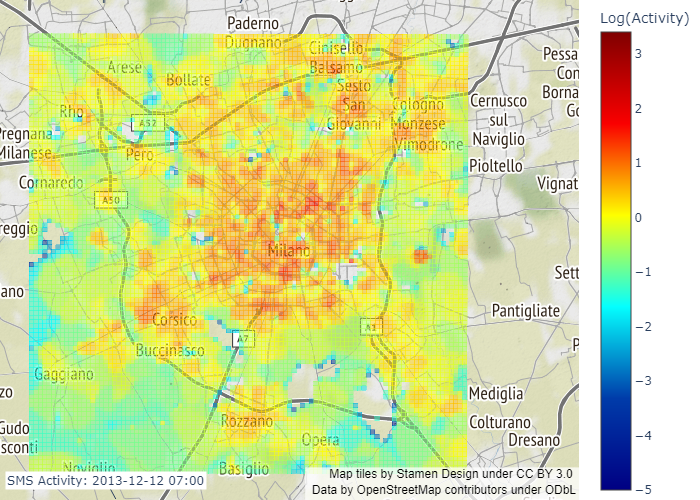 Paderno
Dugnano
Cinisello
Balsamo
Arese
Bollate
Sesto
San
Giovanni
Cologno
Monzese
Vimodrone
Rho
A52
Pregnana
Milanese
Pero
Cornaredo
A50
reggio
Milano
ano
Corsico
A7
A1
Buccinasco
Gaggiano
zo
Rozzano
Gudo
sconti
Opera
Noviglio
Basiglio
Pessa
Con
Borna
Go
Cernusco
sul
Naviglio
Pioltello
Vignat
Sett
Pantigliate
P
Mediglia
Colturano
Dresano
SMS Activity: 2013-12-12 07:00
Map tiles by Stamen Design under CC BY 3.0
Data by OpenStreetMap contributors under ODbL
Log(Activity)
3
2
1
0
−1
−2
−3
−4
−5